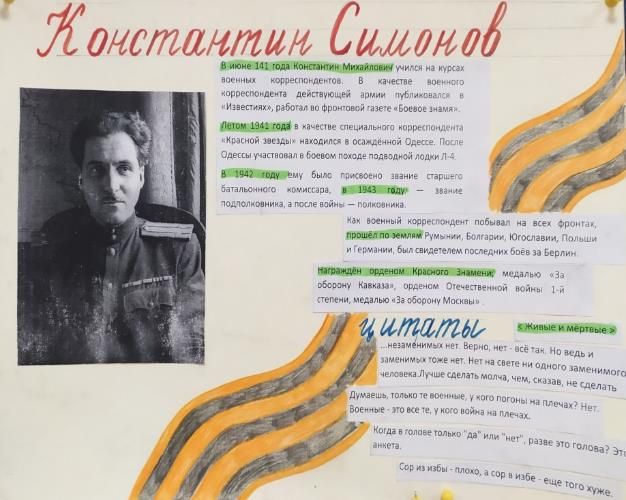 Константин Симонов
В июне 141 года Константин Михайлович учился на курсах
военных корреспондентов. В качестве военного
корреспондента действующей армии публиковался в
«Известиях», работал во фронтовой газете «Боевое знамя».
Летом 1941 года в качестве специального корреспондента
«Красной звезды» находился в осаждённой Одессе. После
Одессы участвовал в боевом походе подводной лодки Л-4.
В 1942 году ему было присвоено звание старшего
батальонного комиссара, в 1943 году — звание
подполковника, а после войны — полковника.
Как военный корреспондент побывал на всех фронтах,
прошёл по землям Румынии, Болгарии, Югославии, Польши
и Германии, был свидетелем последних боёв за Берлин.
Награждён орденом Красного Знамени, медалью «За
оборону Кавказа», орденом Отечественной войны 1-й
степени, медалью «За оборону Москвы» .
цитаты
« Живые и мёртвые »
...незаменимых нет. Верно, нет - всё так. Но ведь и
заменимых тоже нет. Нет на свете ни одного заменимого
человека.Лучше сделать молча, чем, сказав, не сделать
Думаешь, только те военные, у кого погоны на плечах? Нет.
Военные - это все те, у кого война на плечах.
Когда в голове только "да" или "нет", разве это голова? Это
анкета.
Сор из избы - плохо, а сор в избе - еще того хуже.